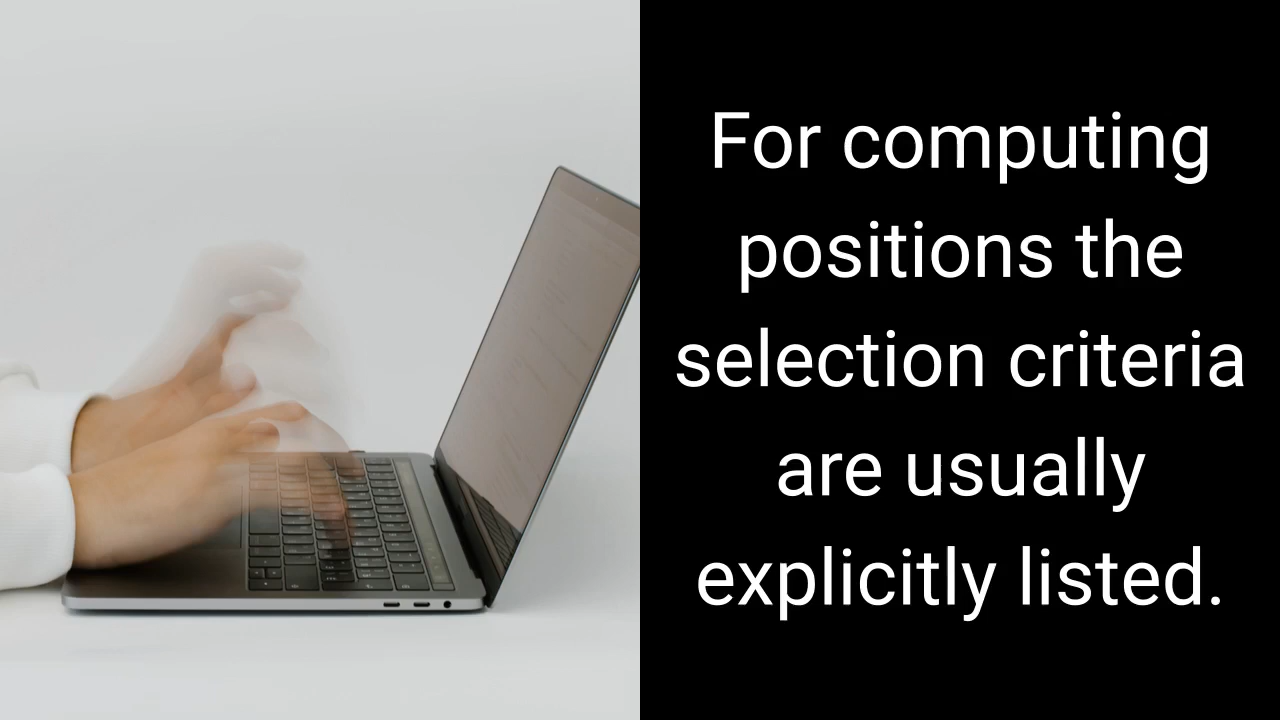 For computing
positions the
selection criteria
are usually
explicitly listed.